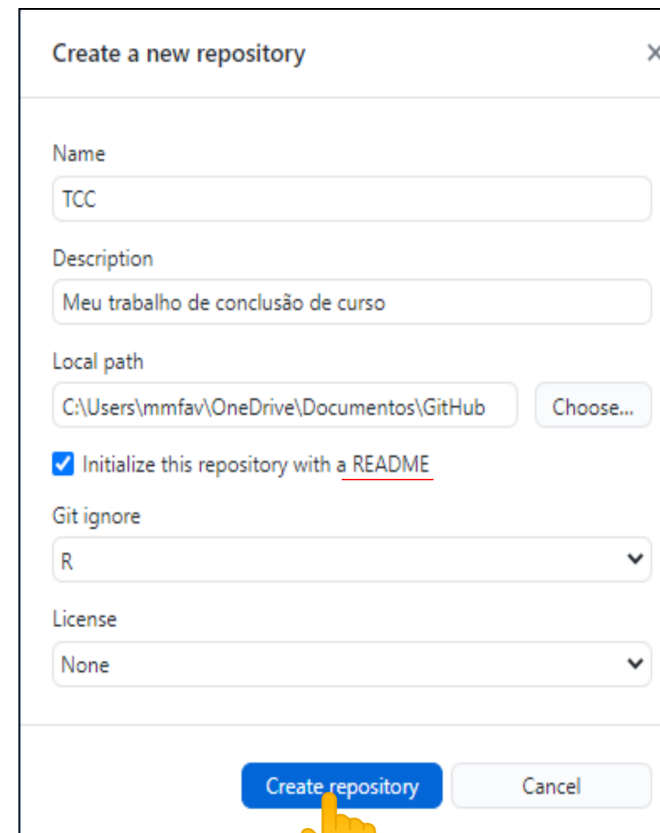 Create a new repository
Name
TCC
Description
Meu trabalho de conclusão de curso
Local path
C:\Users\mmfav\OneDrive\Documentos\GitHub
Choose...
Initialize this repository with a README
Git ignore
R
License
None
Create repository
Cancel